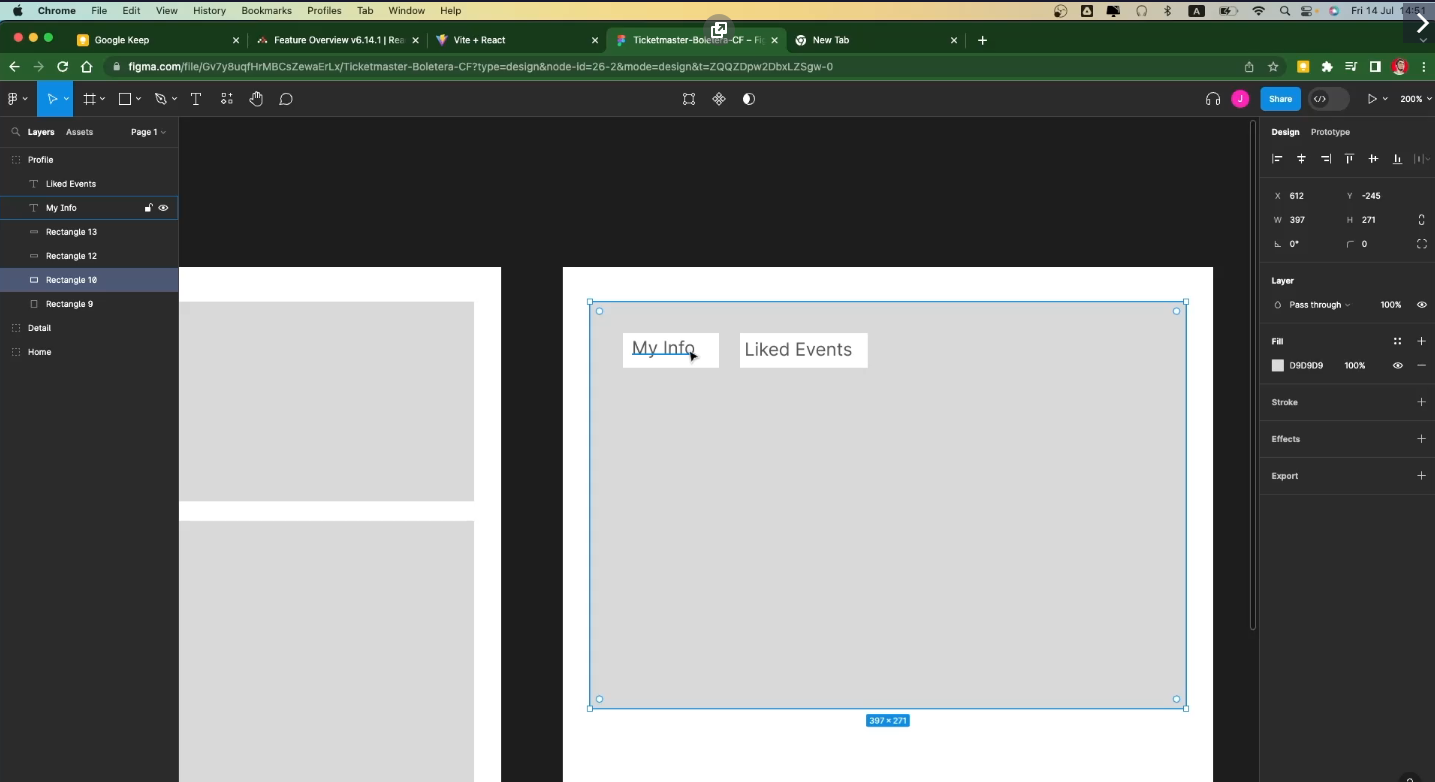 Chrome File Edit View History Bookmarks Profiles Tab Window Help A Fri 14 Jul 14:51
Google Keep Feature Overview v6.14.1 | Rea Vite + React Ticketmaster-Boletera-CF – Fi New Tab
figma.com/file/Gv7y8uqfHrMBCsZewaErLx/Ticketmaster-Boletera-CF?type=design&node-id=26-2&mode=design&t=ZQQZDpw2DbxLZSgw-0
J Share 200%
Layers Assets Page 1
Design Prototype
Profile
Liked Events
My Info
Rectangle 13
Rectangle 12
Rectangle 10
Rectangle 9
Detail
Home
My Info Liked Events
397 × 271
X 612 Y -245
W 397 H 271
0° 0
Layer
Pass through 100%
Fill
D9D9D9 100%
Stroke
Effects
Export